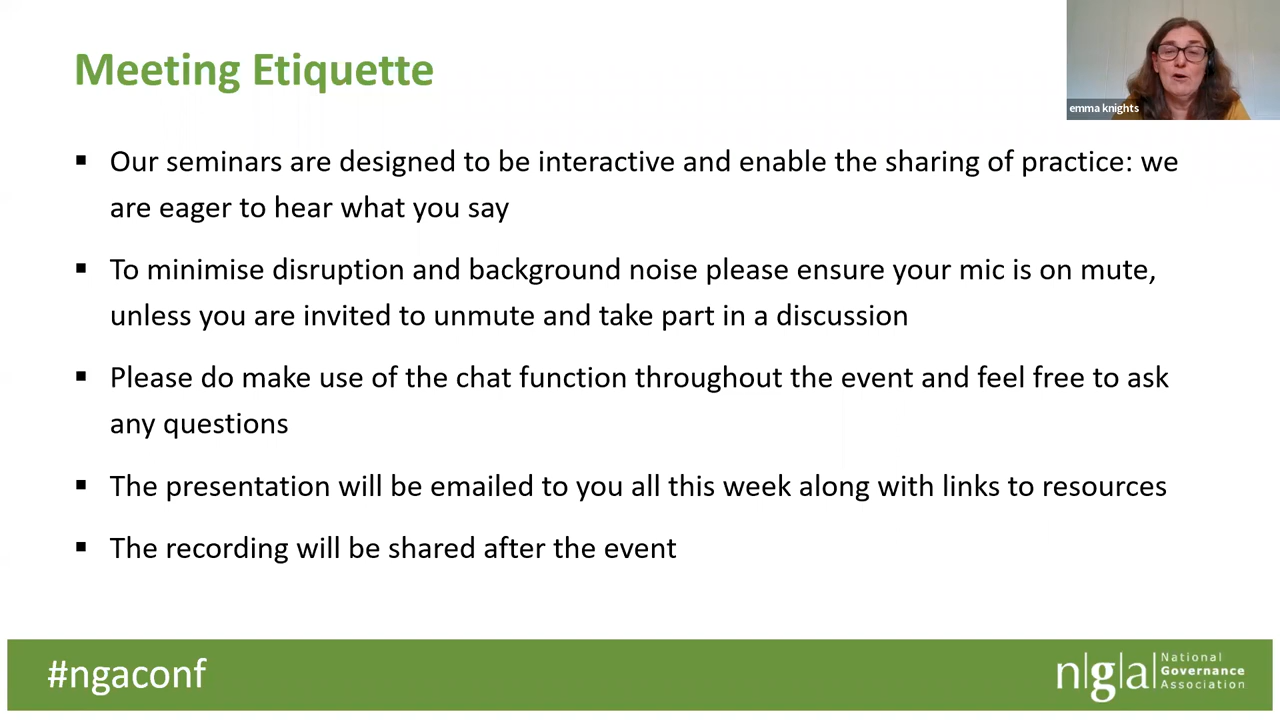 Meeting Etiquette
emma knights
▪ Our seminars are designed to be interactive and enable the sharing of practice: we
are eager to hear what you say
▪ To minimise disruption and background noise please ensure your mic is on mute,
unless you are invited to unmute and take part in a discussion
▪ Please do make use of the chat function throughout the event and feel free to ask
any questions
▪ The presentation will be emailed to you all this week along with links to resources
▪ The recording will be shared after the event
#ngaconf
n|g|a|
National
Governance
Association